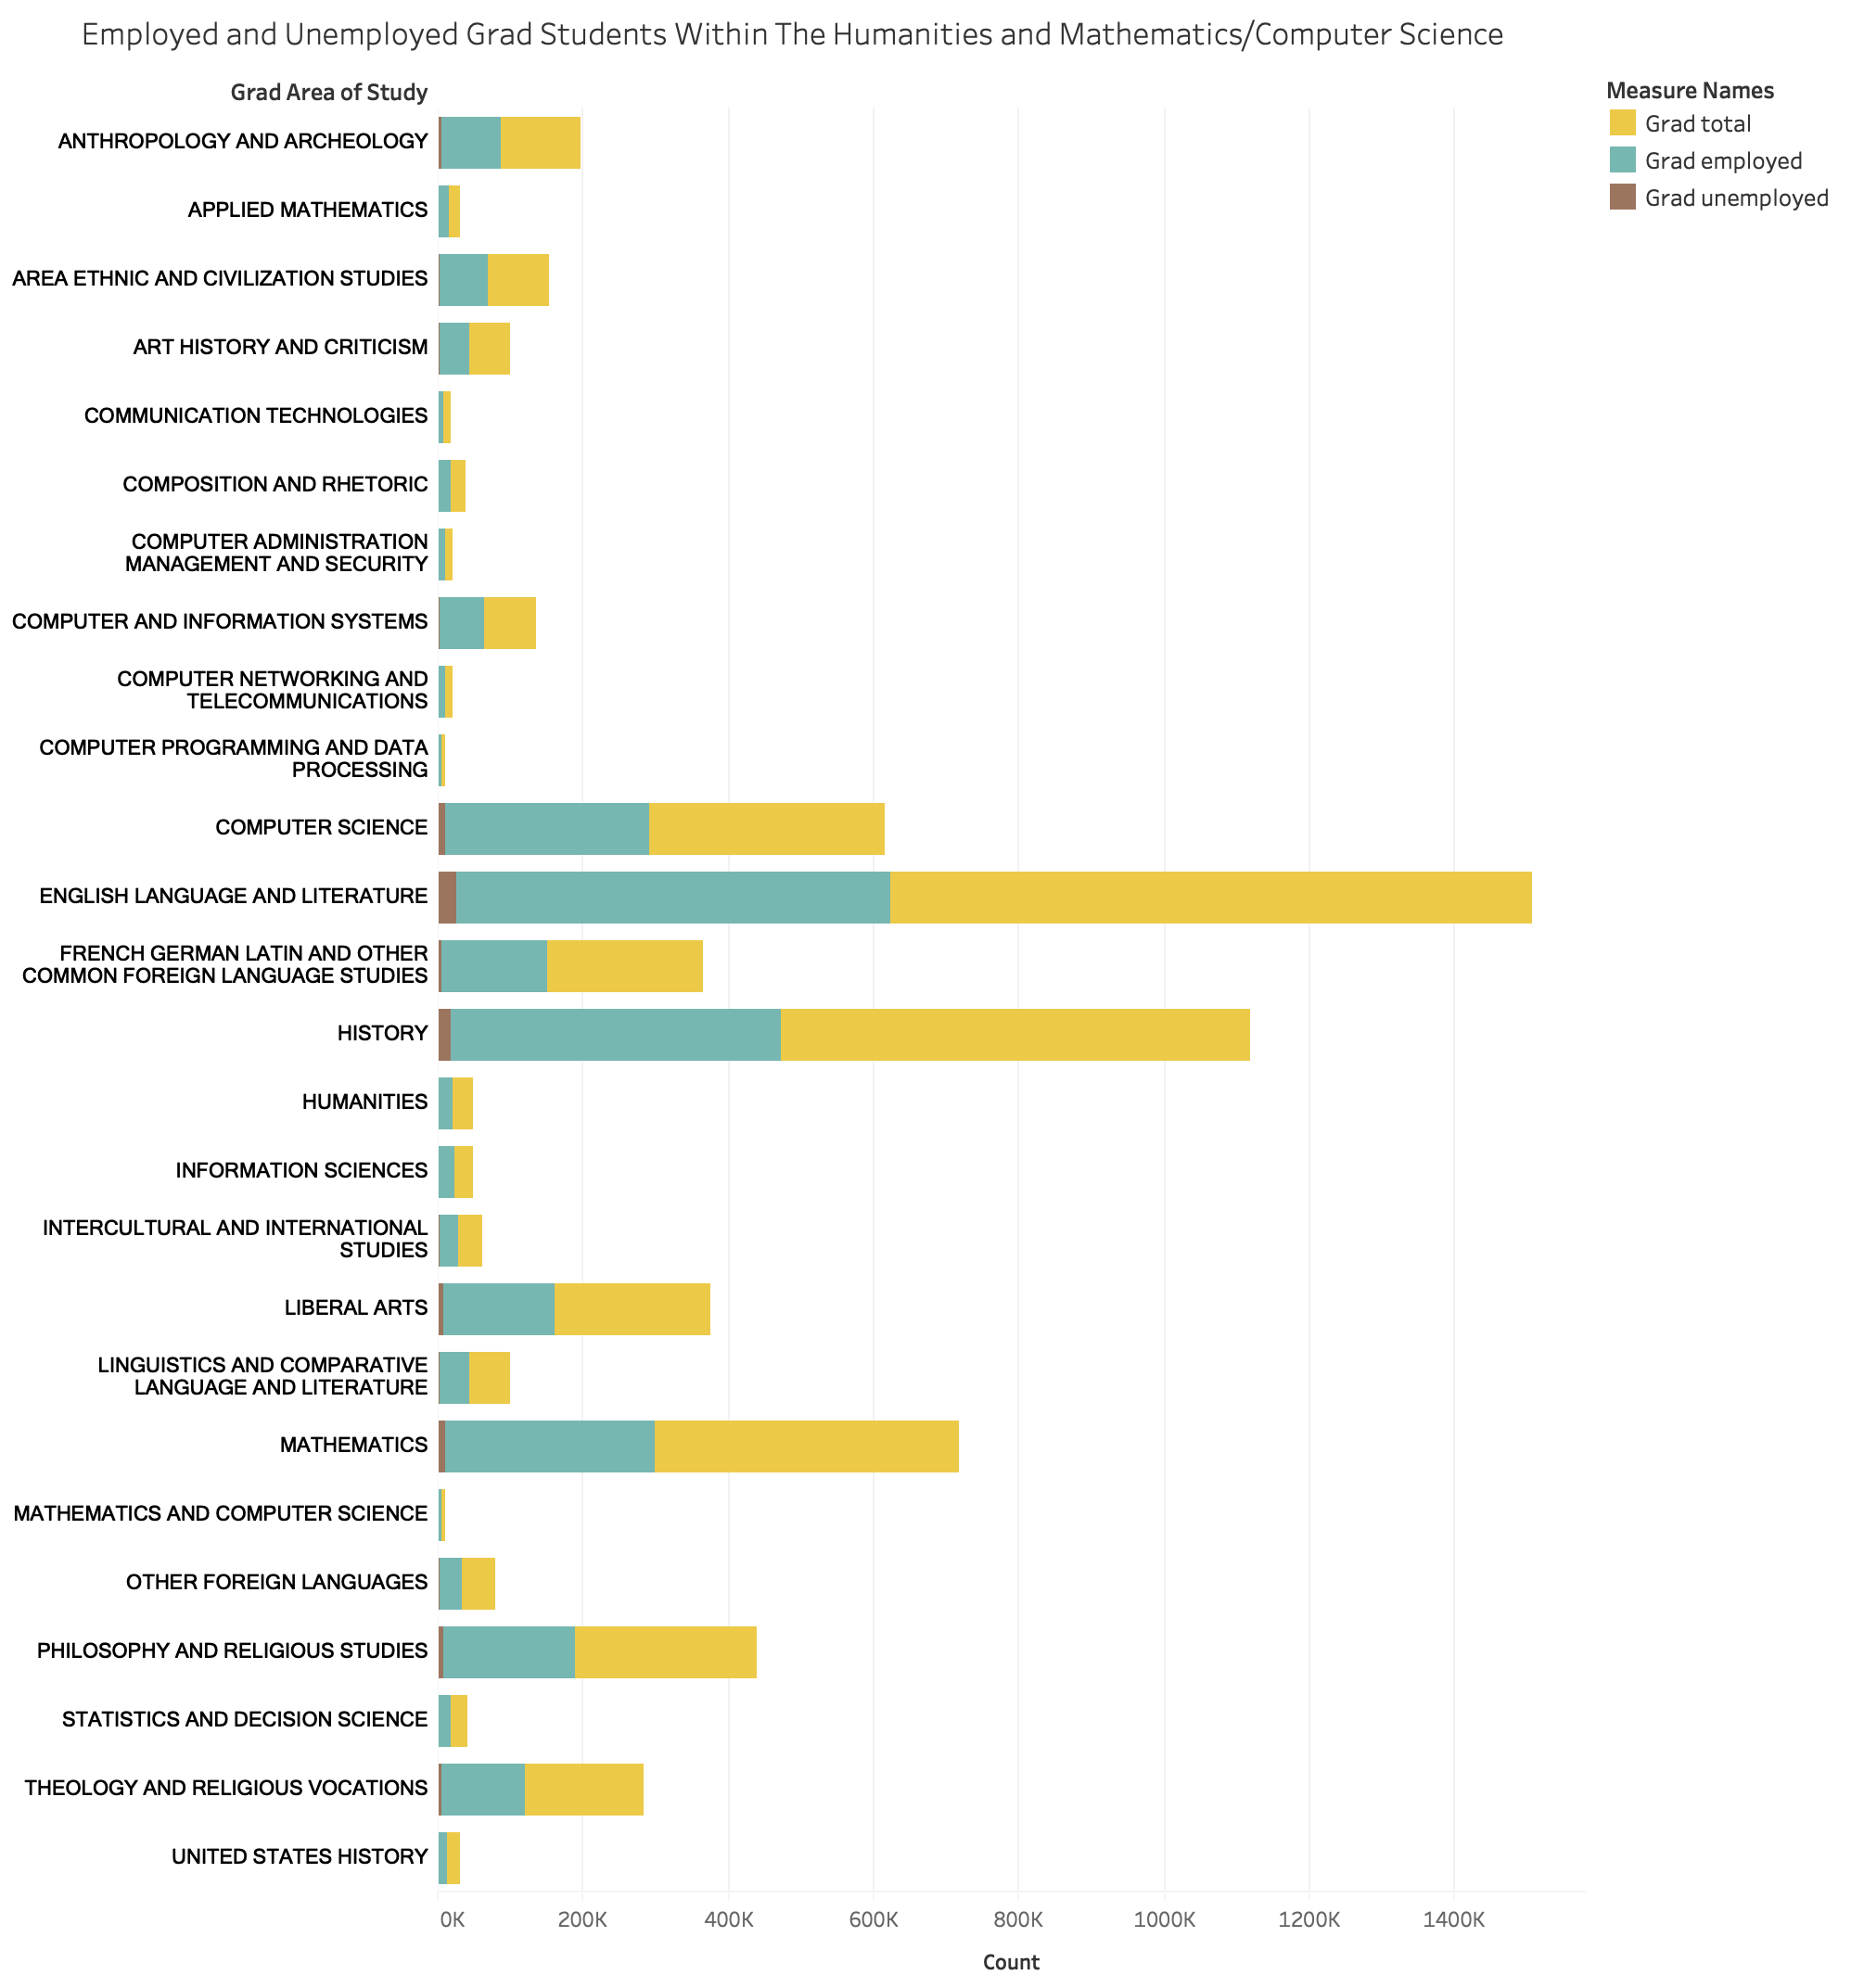 Employed and Unemployed Grad Students Within The Humanities and Mathematics/Computer Science
Grad Area of Study
Measure Names
Grad total
Grad employed
Grad unemployed
ANTHROPOLOGY AND ARCHEOLOGY
APPLIED MATHEMATICS
AREA ETHNIC AND CIVILIZATION STUDIES
ART HISTORY AND CRITICISM
COMMUNICATION TECHNOLOGIES
COMPOSITION AND RHETORIC
COMPUTER ADMINISTRATION
MANAGEMENT AND SECURITY
COMPUTER AND INFORMATION SYSTEMS
COMPUTER NETWORKING AND
TELECOMMUNICATIONS
COMPUTER PROGRAMMING AND DATA
PROCESSING
COMPUTER SCIENCE
ENGLISH LANGUAGE AND LITERATURE
FRENCH GERMAN LATIN AND OTHER
COMMON FOREIGN LANGUAGE STUDIES
HISTORY
HUMANITIES
INFORMATION SCIENCES
INTERCULTURAL AND INTERNATIONAL
STUDIES
LIBERAL ARTS
LINGUISTICS AND COMPARATIVE
LANGUAGE AND LITERATURE
MATHEMATICS
MATHEMATICS AND COMPUTER SCIENCE
OTHER FOREIGN LANGUAGES
PHILOSOPHY AND RELIGIOUS STUDIES
STATISTICS AND DECISION SCIENCE
THEOLOGY AND RELIGIOUS VOCATIONS
UNITED STATES HISTORY
0K 200K 400K 600K 800K 1000K 1200K 1400K
Count